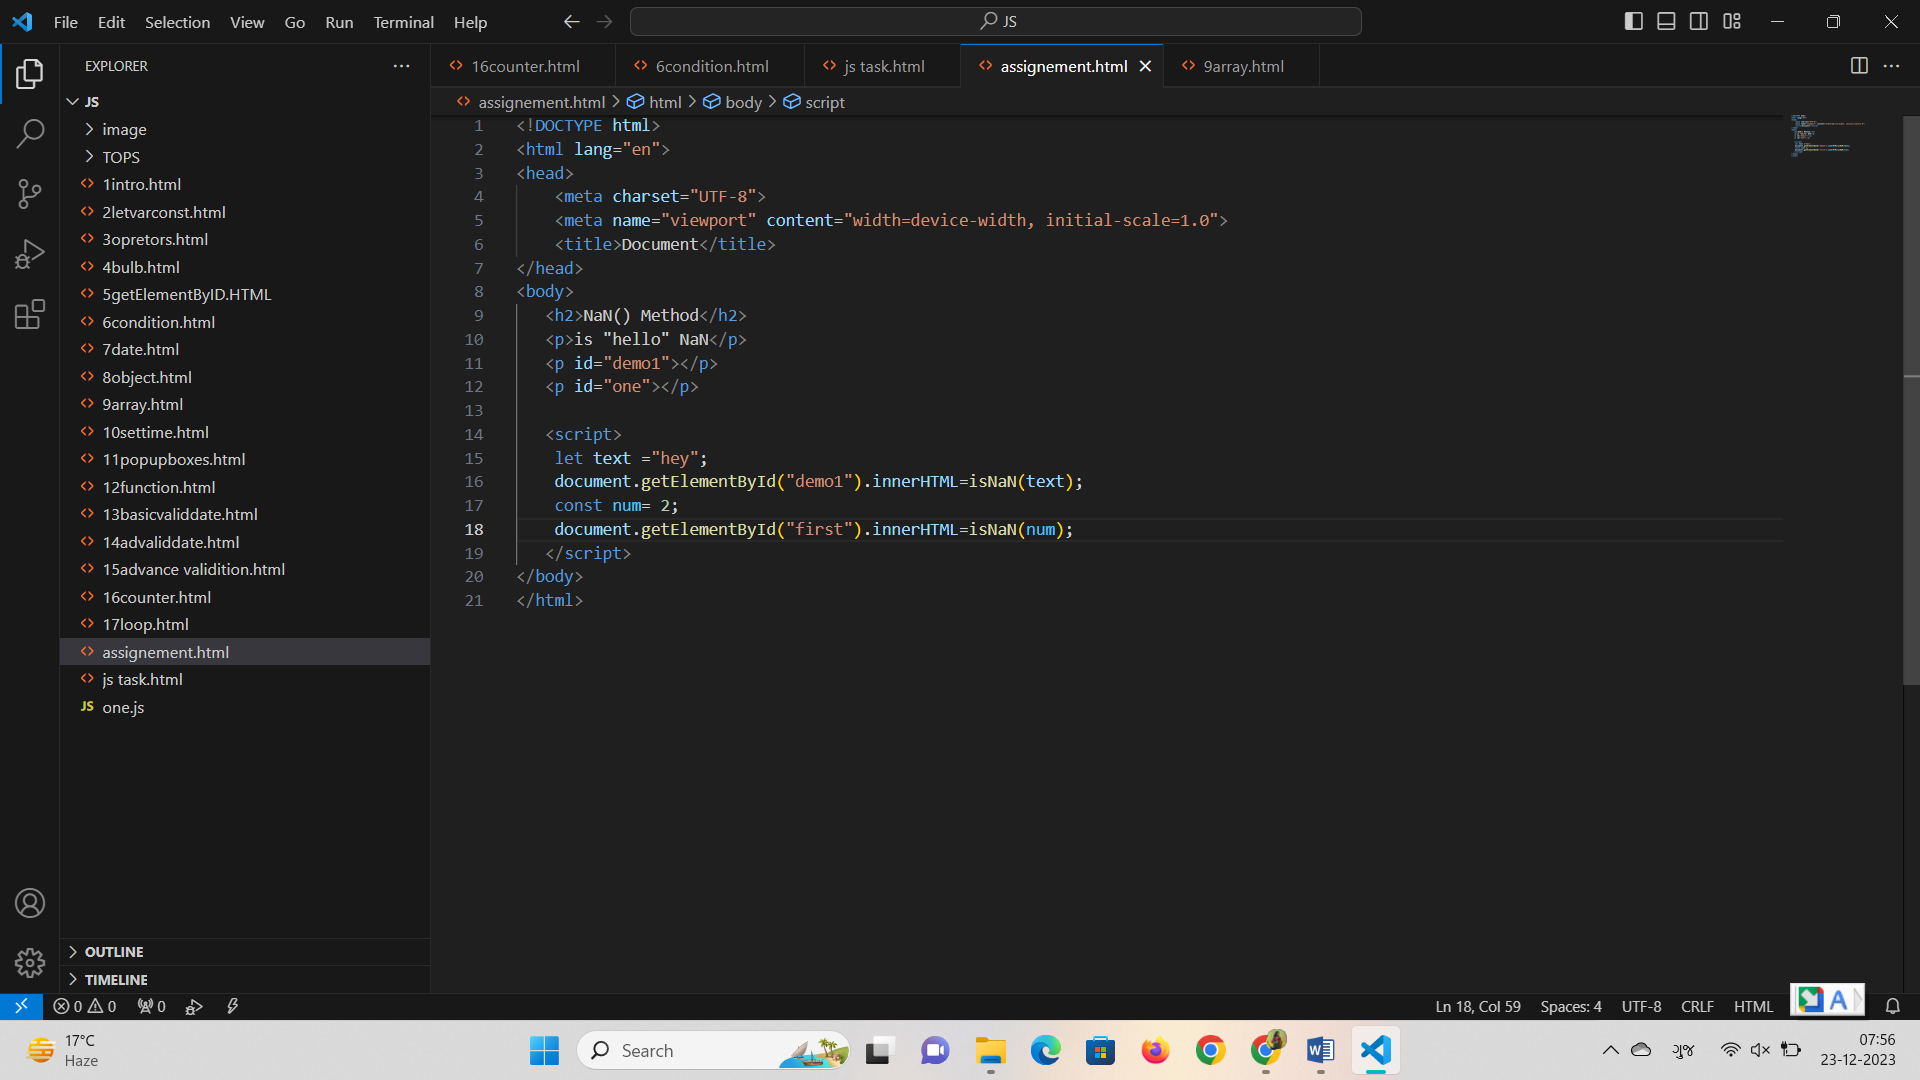 File Edit Selection View Go Run Terminal Help
JS
EXPLORER
JS
image
TOPS
1intro.html
2letvarconst.html
3opretors.html
4bulb.html
5getElementByID.HTML
6condition.html
7date.html
8object.html
9array.html
10settime.html
11popupboxes.html
12function.html
13basicvaliddate.html
14advaliddate.html
15advance validition.html
16counter.html
17loop.html
assignement.html
js task.html
JS one.js
OUTLINE
TIMELINE
16counter.html 6condition.html js task.html assignement.html 9array.html
assignement.html > html > body > script
1 <!DOCTYPE html>
2 <html lang="en">
3 <head>
4 <meta charset="UTF-8">
5 <meta name="viewport" content="width=device-width, initial-scale=1.0">
6 <title>Document</title>
7 </head>
8 <body>
9 <h2>NaN() Method</h2>
10 <p>is "hello" NaN</p>
11 <p id="demo1"></p>
12 <p id="one"></p>
13
14 <script>
15 let text ="hey";
16 document.getElementById("demo1").innerHTML=isNaN(text);
17 const num= 2;
18 document.getElementById("first").innerHTML=isNaN(num);
19 </script>
20 </body>
21 </html>
0 0 0 Ln 18, Col 59 Spaces: 4 UTF-8 CRLF HTML A
17°C
Haze
Search
ગુજ
07:56
23-12-2023